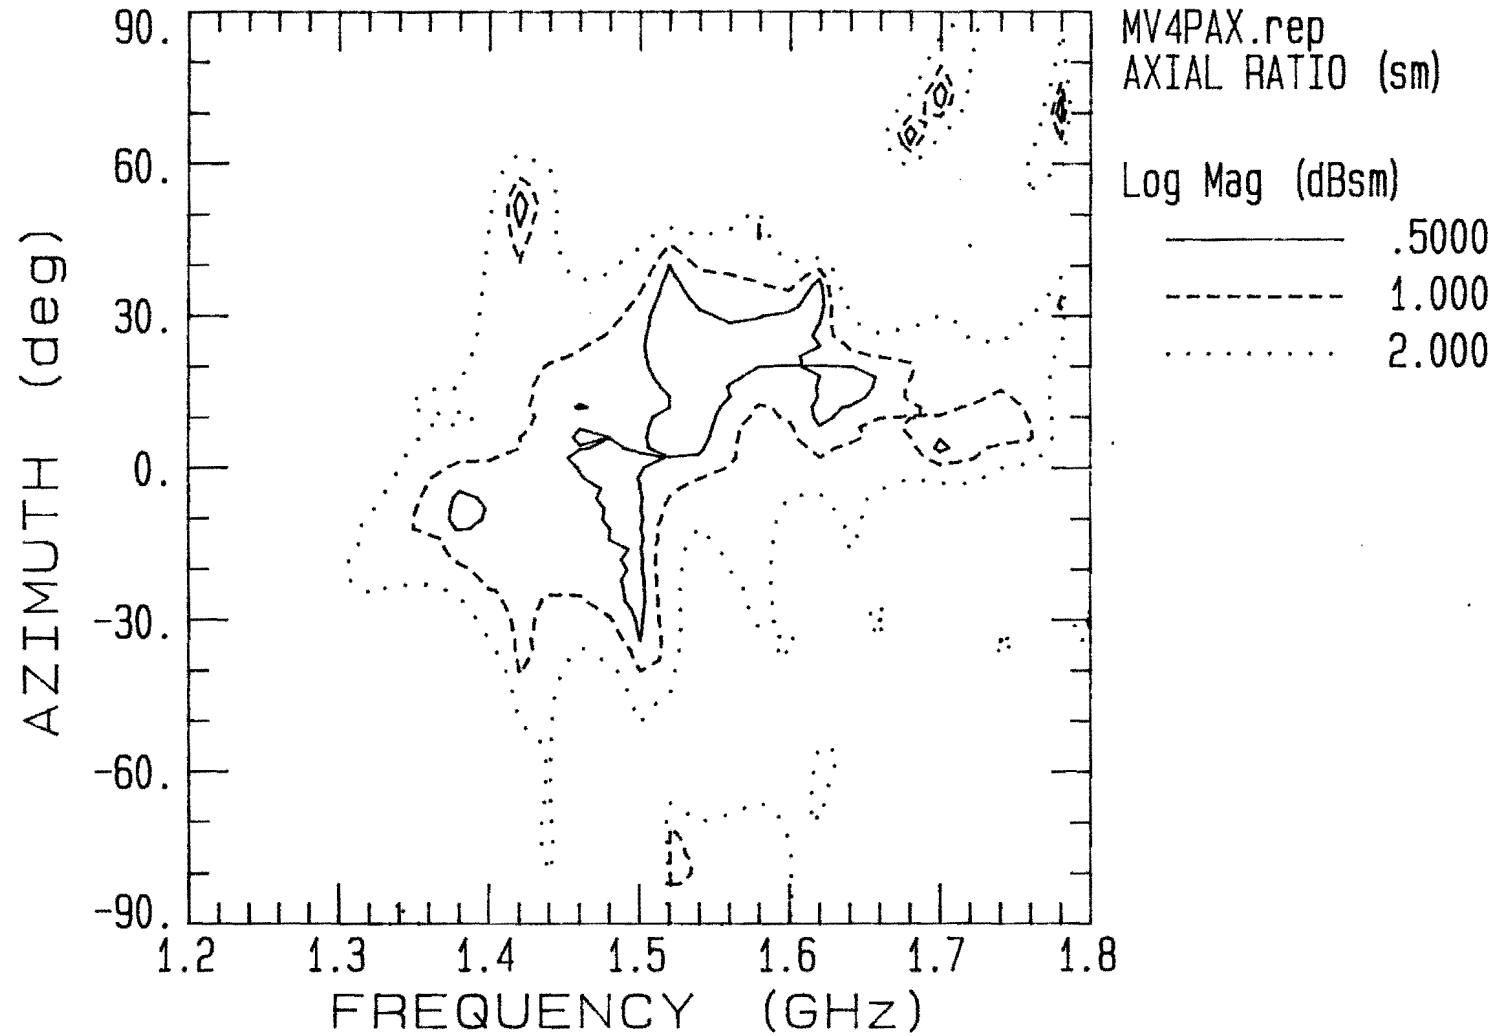 MV4PAX.rep
AXIAL RATIO (sm)
Log Mag (dBsm)
.5000
1.000
2.000
90.
60.
30.
0.
-30.
-60.
-90.
AZIMUTH (deg)
1.2 1.3 1.4 1.5 1.6 1.7 1.8
FREQUENCY (GHz)